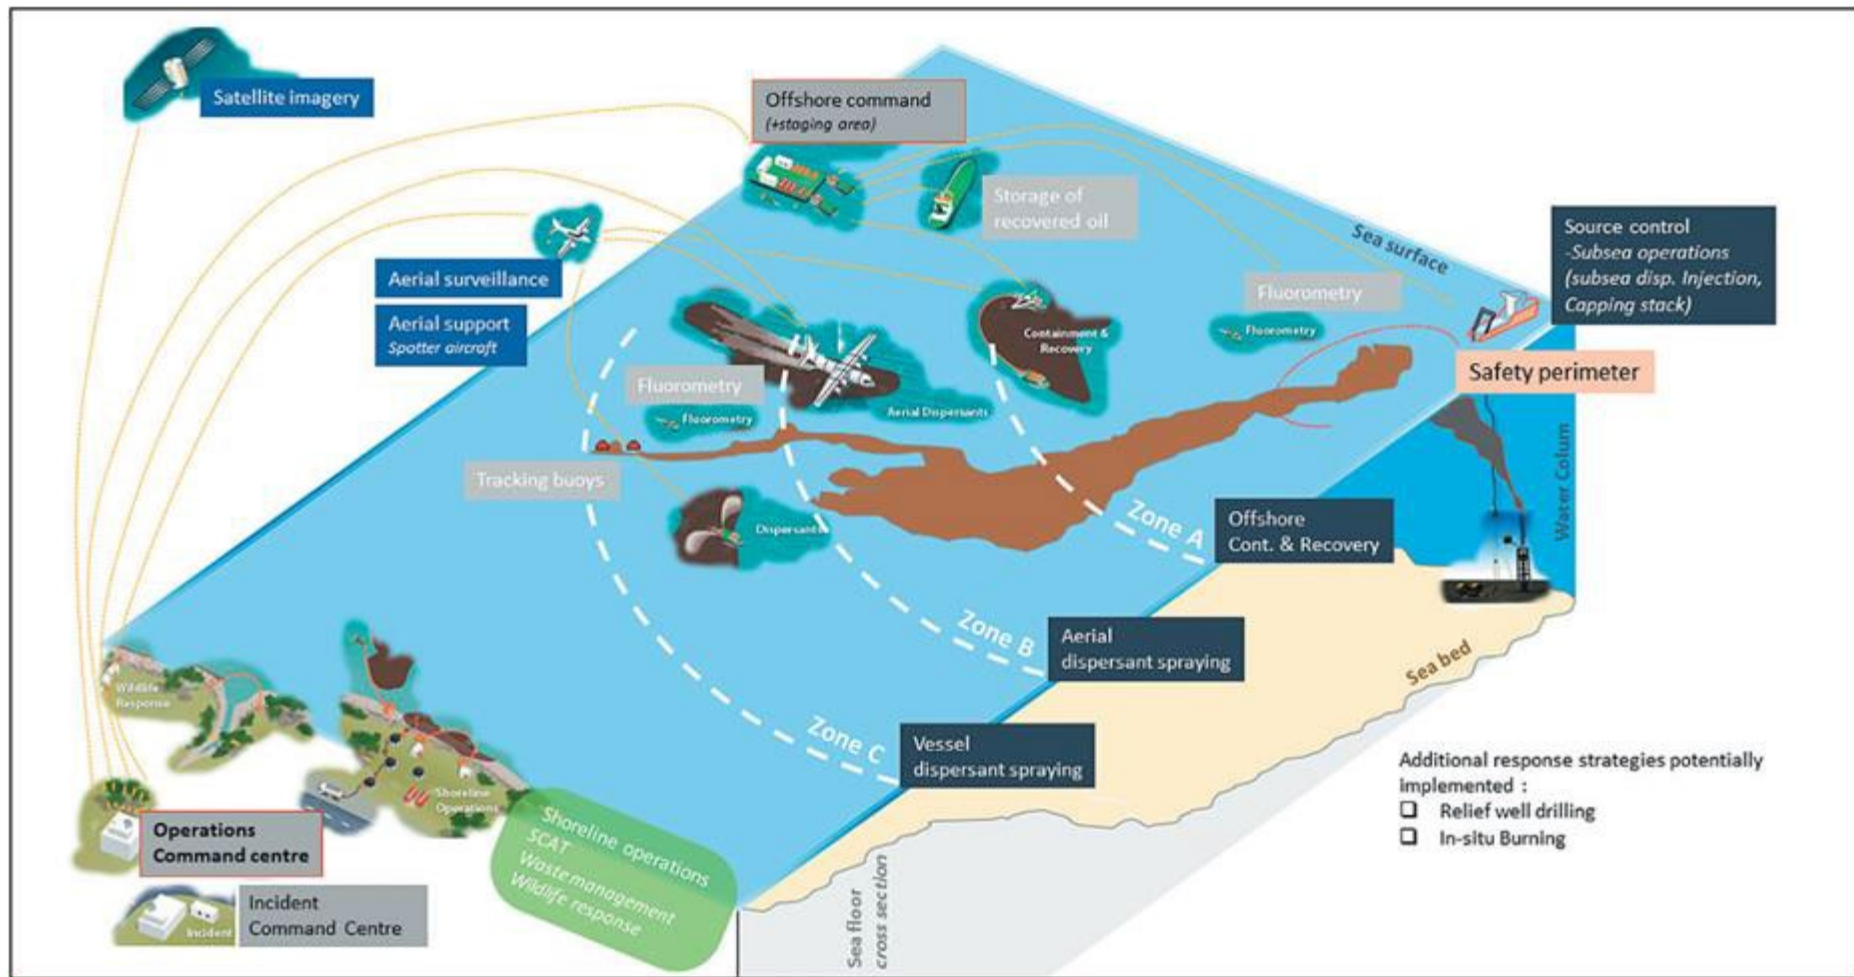 Satellite imagery
Offshore command
(+staging area)
Storage of
recovered oil
Sea surface
Source control
-Subsea operations
(subsea disp. Injection,
Capping stack)
Aerial surveillance
Aerial support
Spotter aircraft
Fluorometry
Fluorometry
Containment &
Recovery
Safety perimeter
Fluorometry
Fluorometry
Aerial Dispersants
Tracking buoys
Dispersants
Zone A
Offshore
Cont. & Recovery
Water Colum
Zone B
Aerial
dispersant spraying
Sea bed
Zone C
Vessel
dispersant spraying
Wildlife
Response
Shoreline
Operations
Additional response strategies potentially
implemented :
❑ Relief well drilling
❑ In-situ Burning
Operations
Command centre
Shoreline operations
SCAT
Waste management
Wildlife response
Incident
Incident
Command Centre
Sea floor
cross section